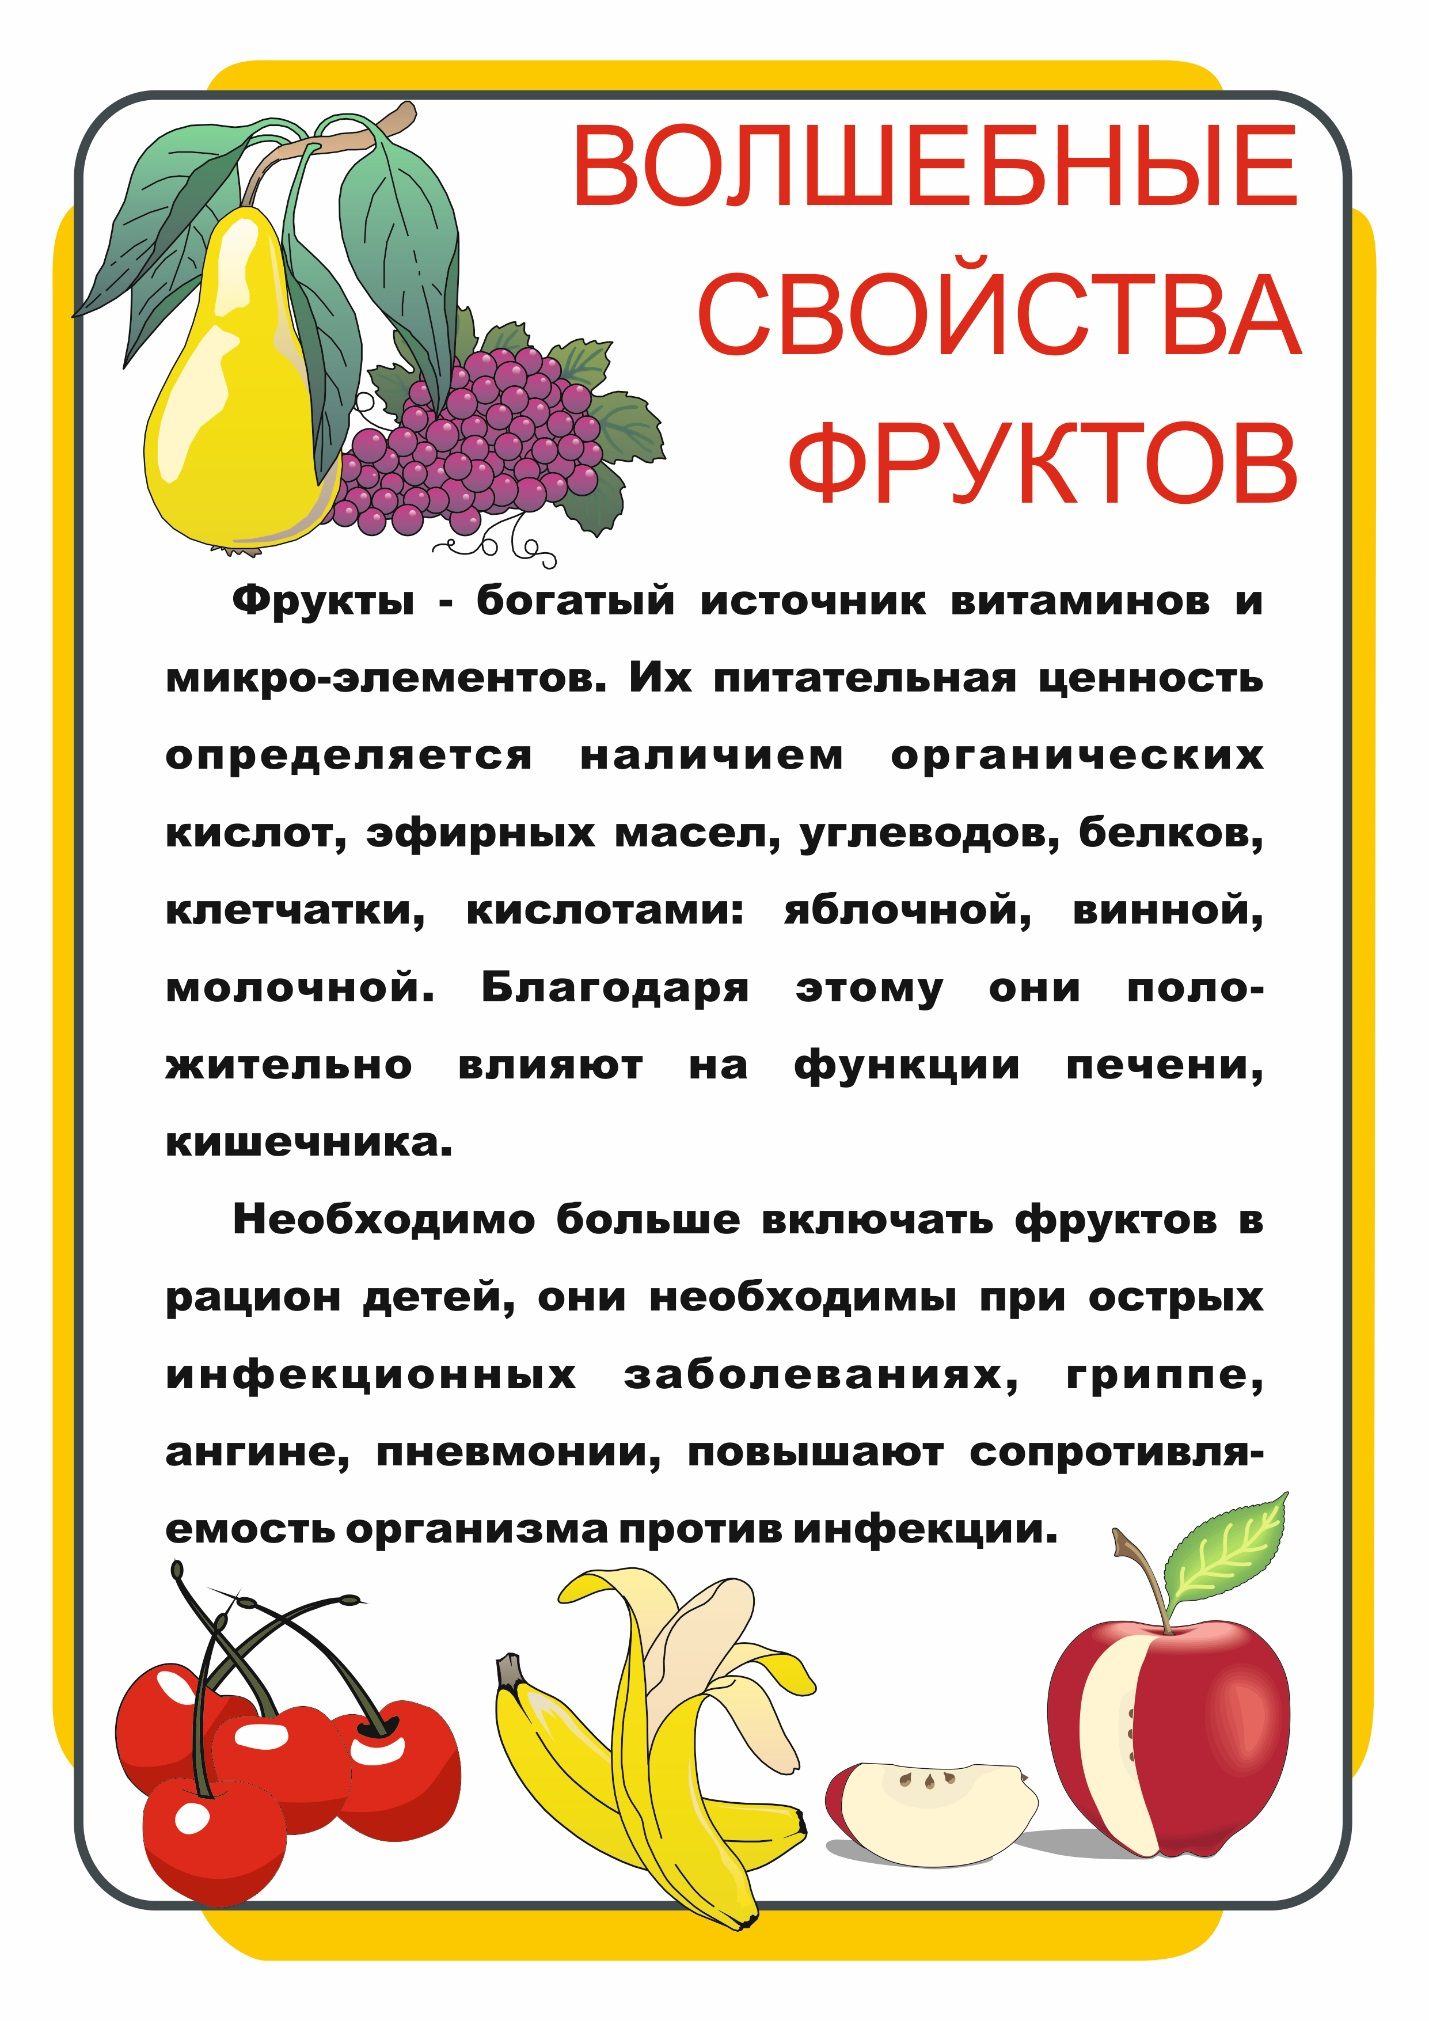 ВОЛШЕБНЫЕ
СВОЙСТВА
ФРУКТОВ
Фрукты - богатый источник витаминов и
микро-элементов. Их питательная ценность
определяется наличием органических
кислот, эфирных масел, углеводов, белков,
клетчатки, кислотами: яблочной, винной,
молочной. Благодаря этому они поло-
жительно влияют на функции печени,
кишечника.
Необходимо больше включать фруктов в
рацион детей, они необходимы при острых
инфекционных заболеваниях, гриппе,
ангине, пневмонии, повышают сопротивля-
емость организма против инфекции.